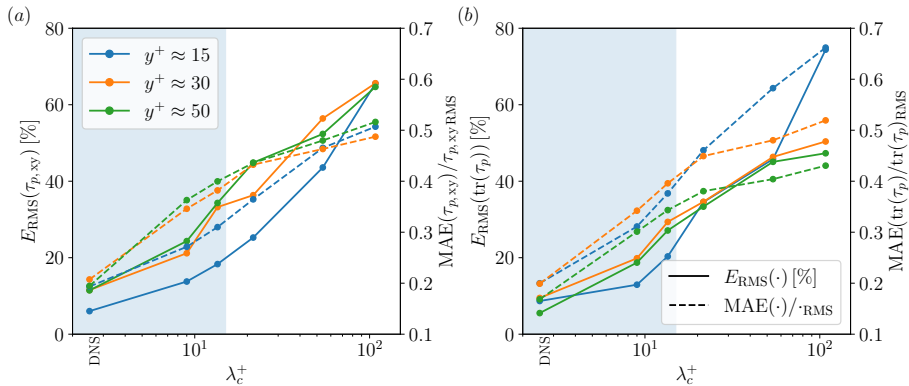 (a)
80
60
40
20
0
E_RMS(τ_{p,xy}) [%]
0.7
0.6
0.5
0.4
0.3
0.2
0.1
MAE(τ_{p,xy})/τ_{p,xy RMS}
y⁺ ≈ 15
y⁺ ≈ 30
y⁺ ≈ 50
DNS
10¹
10²
λ_c⁺
(b)
80
60
40
20
0
E_RMS(tr(τ_p)) [%]
0.7
0.6
0.5
0.4
0.3
0.2
0.1
MAE(tr(τ_p)/tr(τ_p)_RMS
E_RMS(·) [%]
MAE(·)/·_RMS
DNS
10¹
10²
λ_c⁺